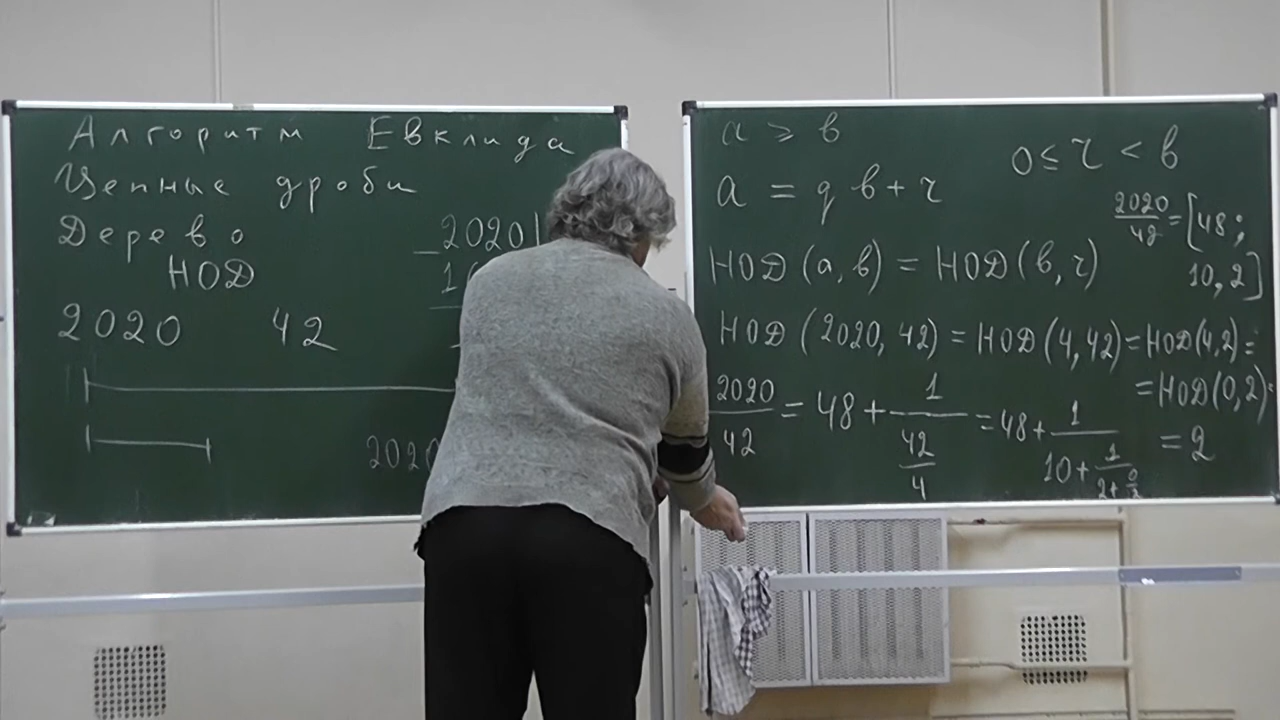 Алгоритм Евклида
Цепные дроби
Дерево
НОД
2020 42
2020
a ⩾ b
0 ≤ r < b
a = q b + r
2020/42 = [48; 10, 2]
НОД (a, b) = НОД (b, r)
НОД (2020, 42) = НОД (4, 42) = НОД (4, 2) =
= НОД (0, 2) =
= 2
2020/42 = 48 + 1/(42/4) = 48 + 1/(10 + 1/(2 + 0/2))